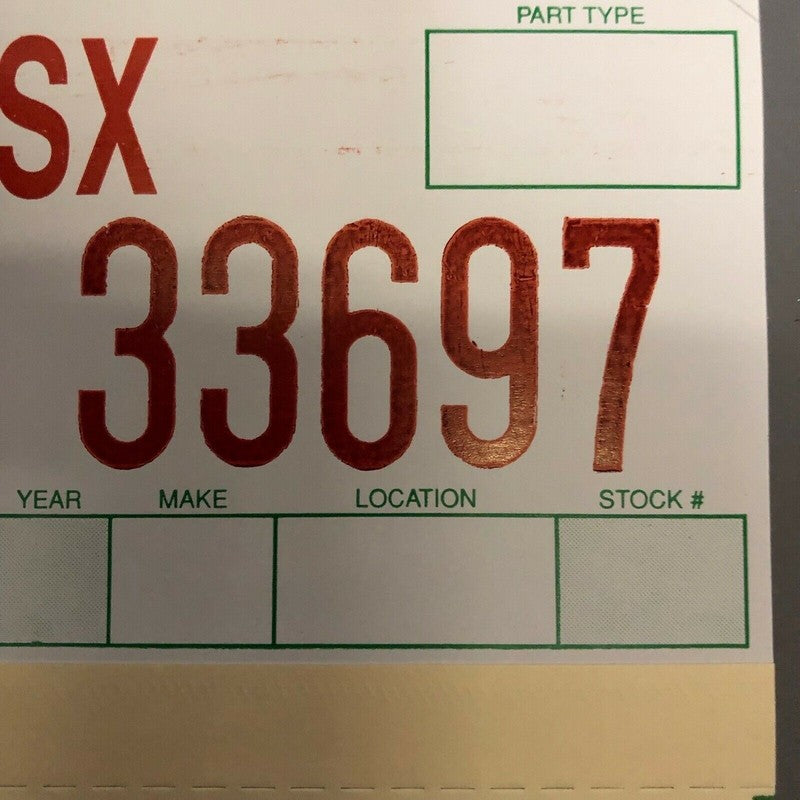 PART TYPE
SX
33697
YEAR MAKE LOCATION STOCK #